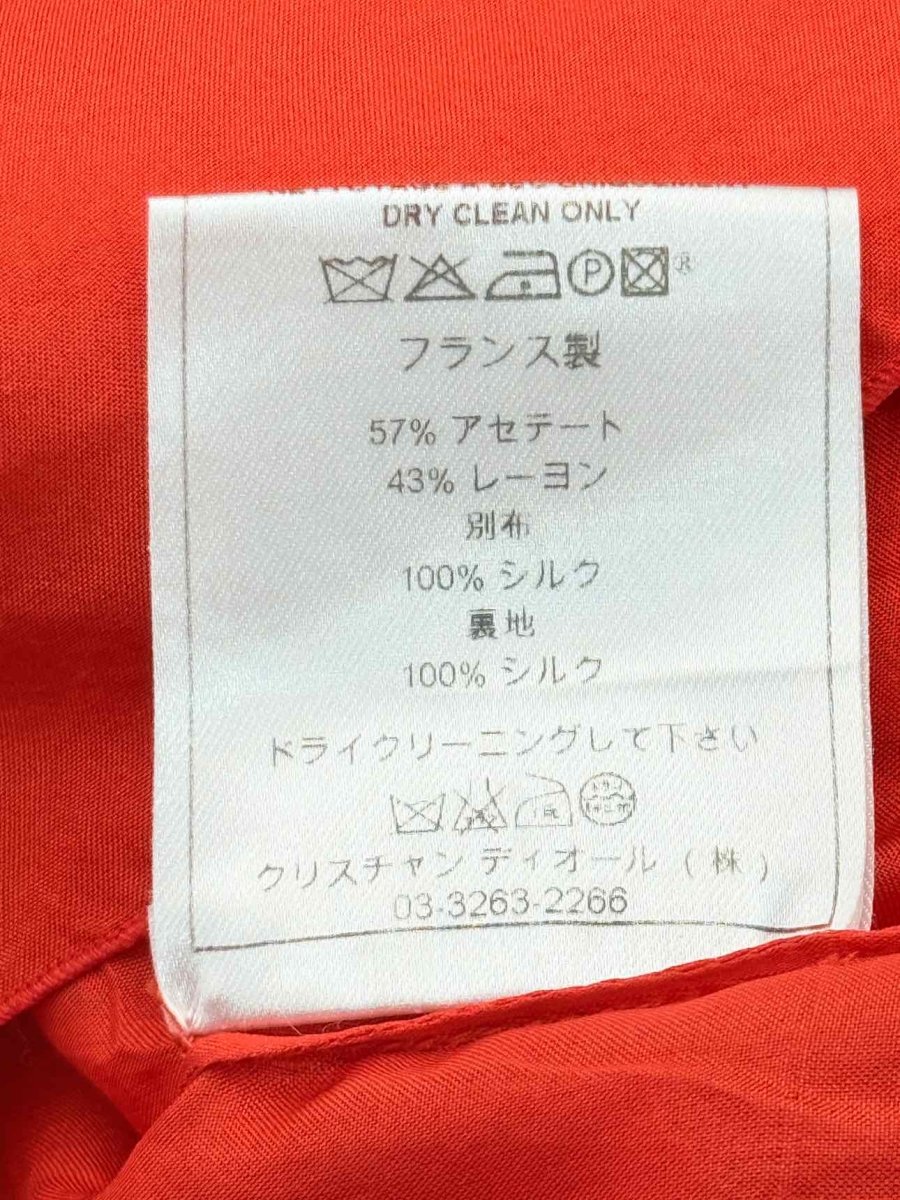 DRY CLEAN ONLY
P ®
フランス製
57% アセテート
43% レーヨン
別布
100% シルク
裏地
100% シルク
ドライクリーニングして下さい
クリスチャン ディオール (株)
03-3263-2266